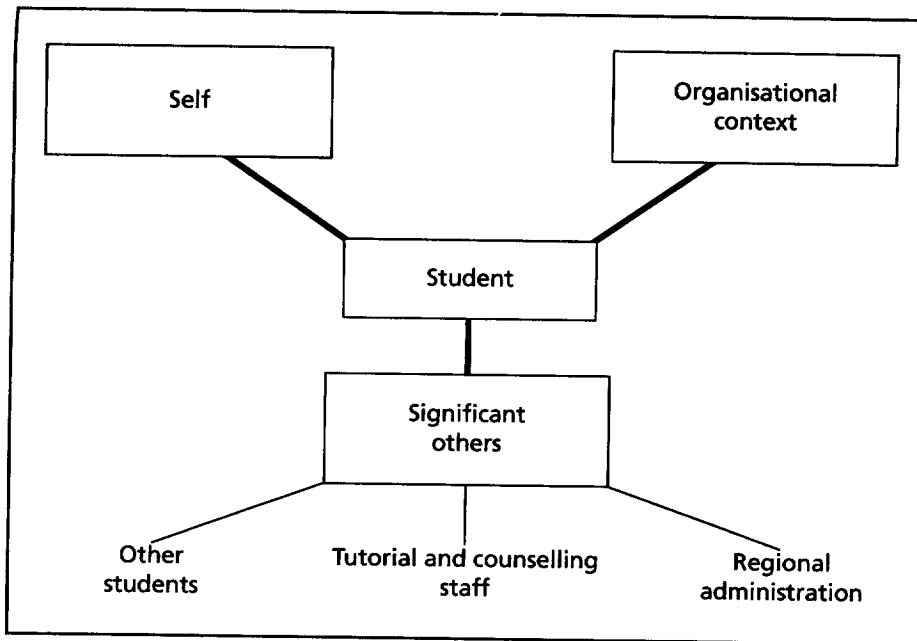 Self
Organisational
context
Student
Significant
others
Other
students
Tutorial and counselling
staff
Regional
administration